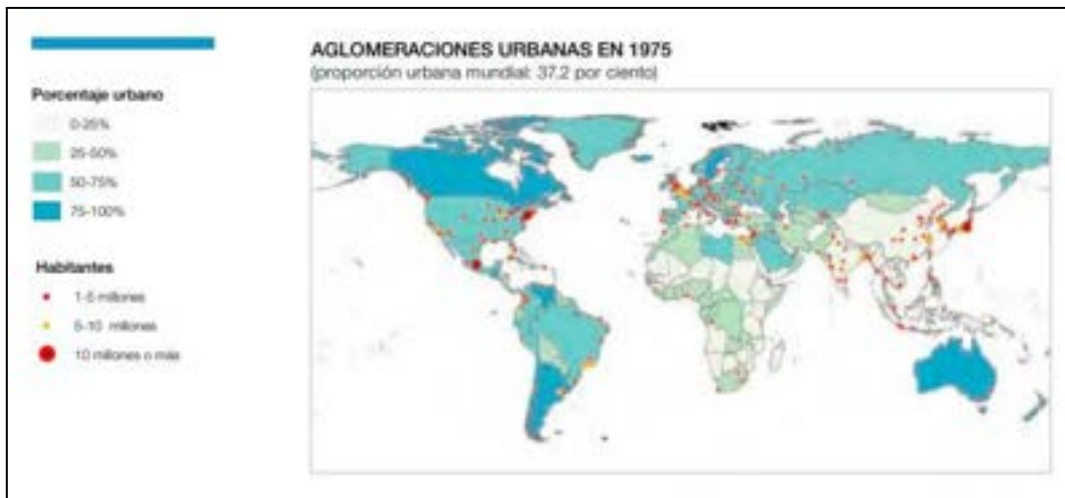 AGLOMERACIONES URBANAS EN 1975
(proporción urbana mundial: 37.2 por ciento)
Porcentaje urbano
0-25%
25-50%
50-75%
75-100%
Habitantes
1-5 millones
5-10 millones
10 millones o más